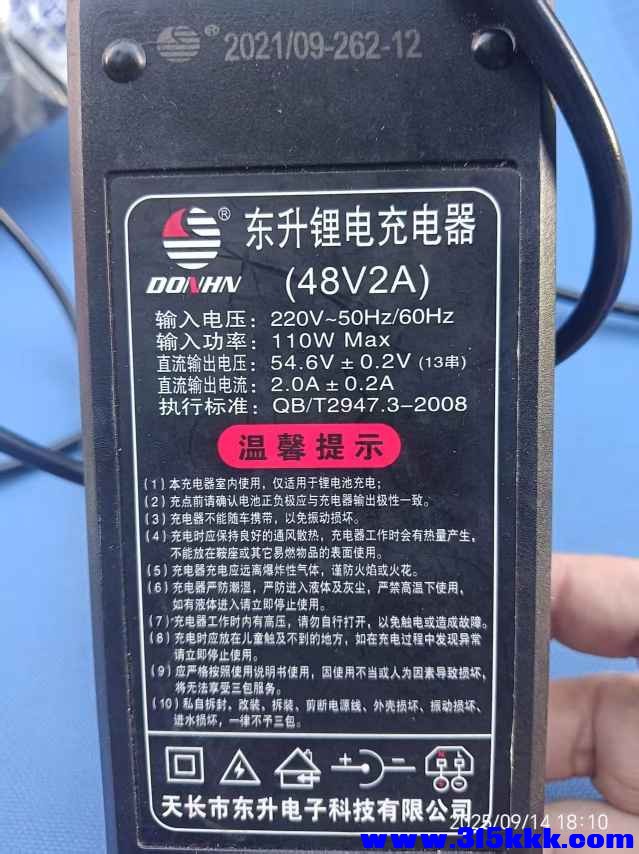 ® 2021/09-262-12
® 东升锂电充电器
DONHN (48V2A)
输入电压: 220V~50Hz/60Hz
输入功率: 110W Max
直流输出电压: 54.6V±0.2V (13串)
直流输出电流: 2.0A±0.2A
执行标准: QB/T2947.3-2008
温馨提示
(1) 本充电器室内使用，仅适用于锂电池充电；
(2) 充点前请确认电池正负极应与充电器输出极性一致。
(3) 充电器不能随车携带，以免振动损坏。
(4) 充电时应保持良好的通风散热，充电器工作时会有热量产生，
不能放在鞍座或其它易燃物品的表面使用。
(5) 充电器充电应远离爆炸性气体，谨防火焰或火花。
(6) 充电器严防潮湿，严防进入液体及灰尘，严禁高温下使用，
如有液体进入请立即停止使用。
(7) 充电器工作时内有高压，请勿自行打开，以免触电或造成故障。
(8) 充电时应放在儿童触及不到的地方，如在充电过程中发现异常
请立即停止使用。
(9) 应严格按照使用说明书使用，因使用不当或人为因素导致损坏，
将无法享受三包服务。
(10) 私自拆封，改装、拆装、剪断电源线、外壳损坏、振动损坏、
进水损坏，一律不予三包。
天长市东升电子科技有限公司
2025/09/14 18:10
www.315kkk.com